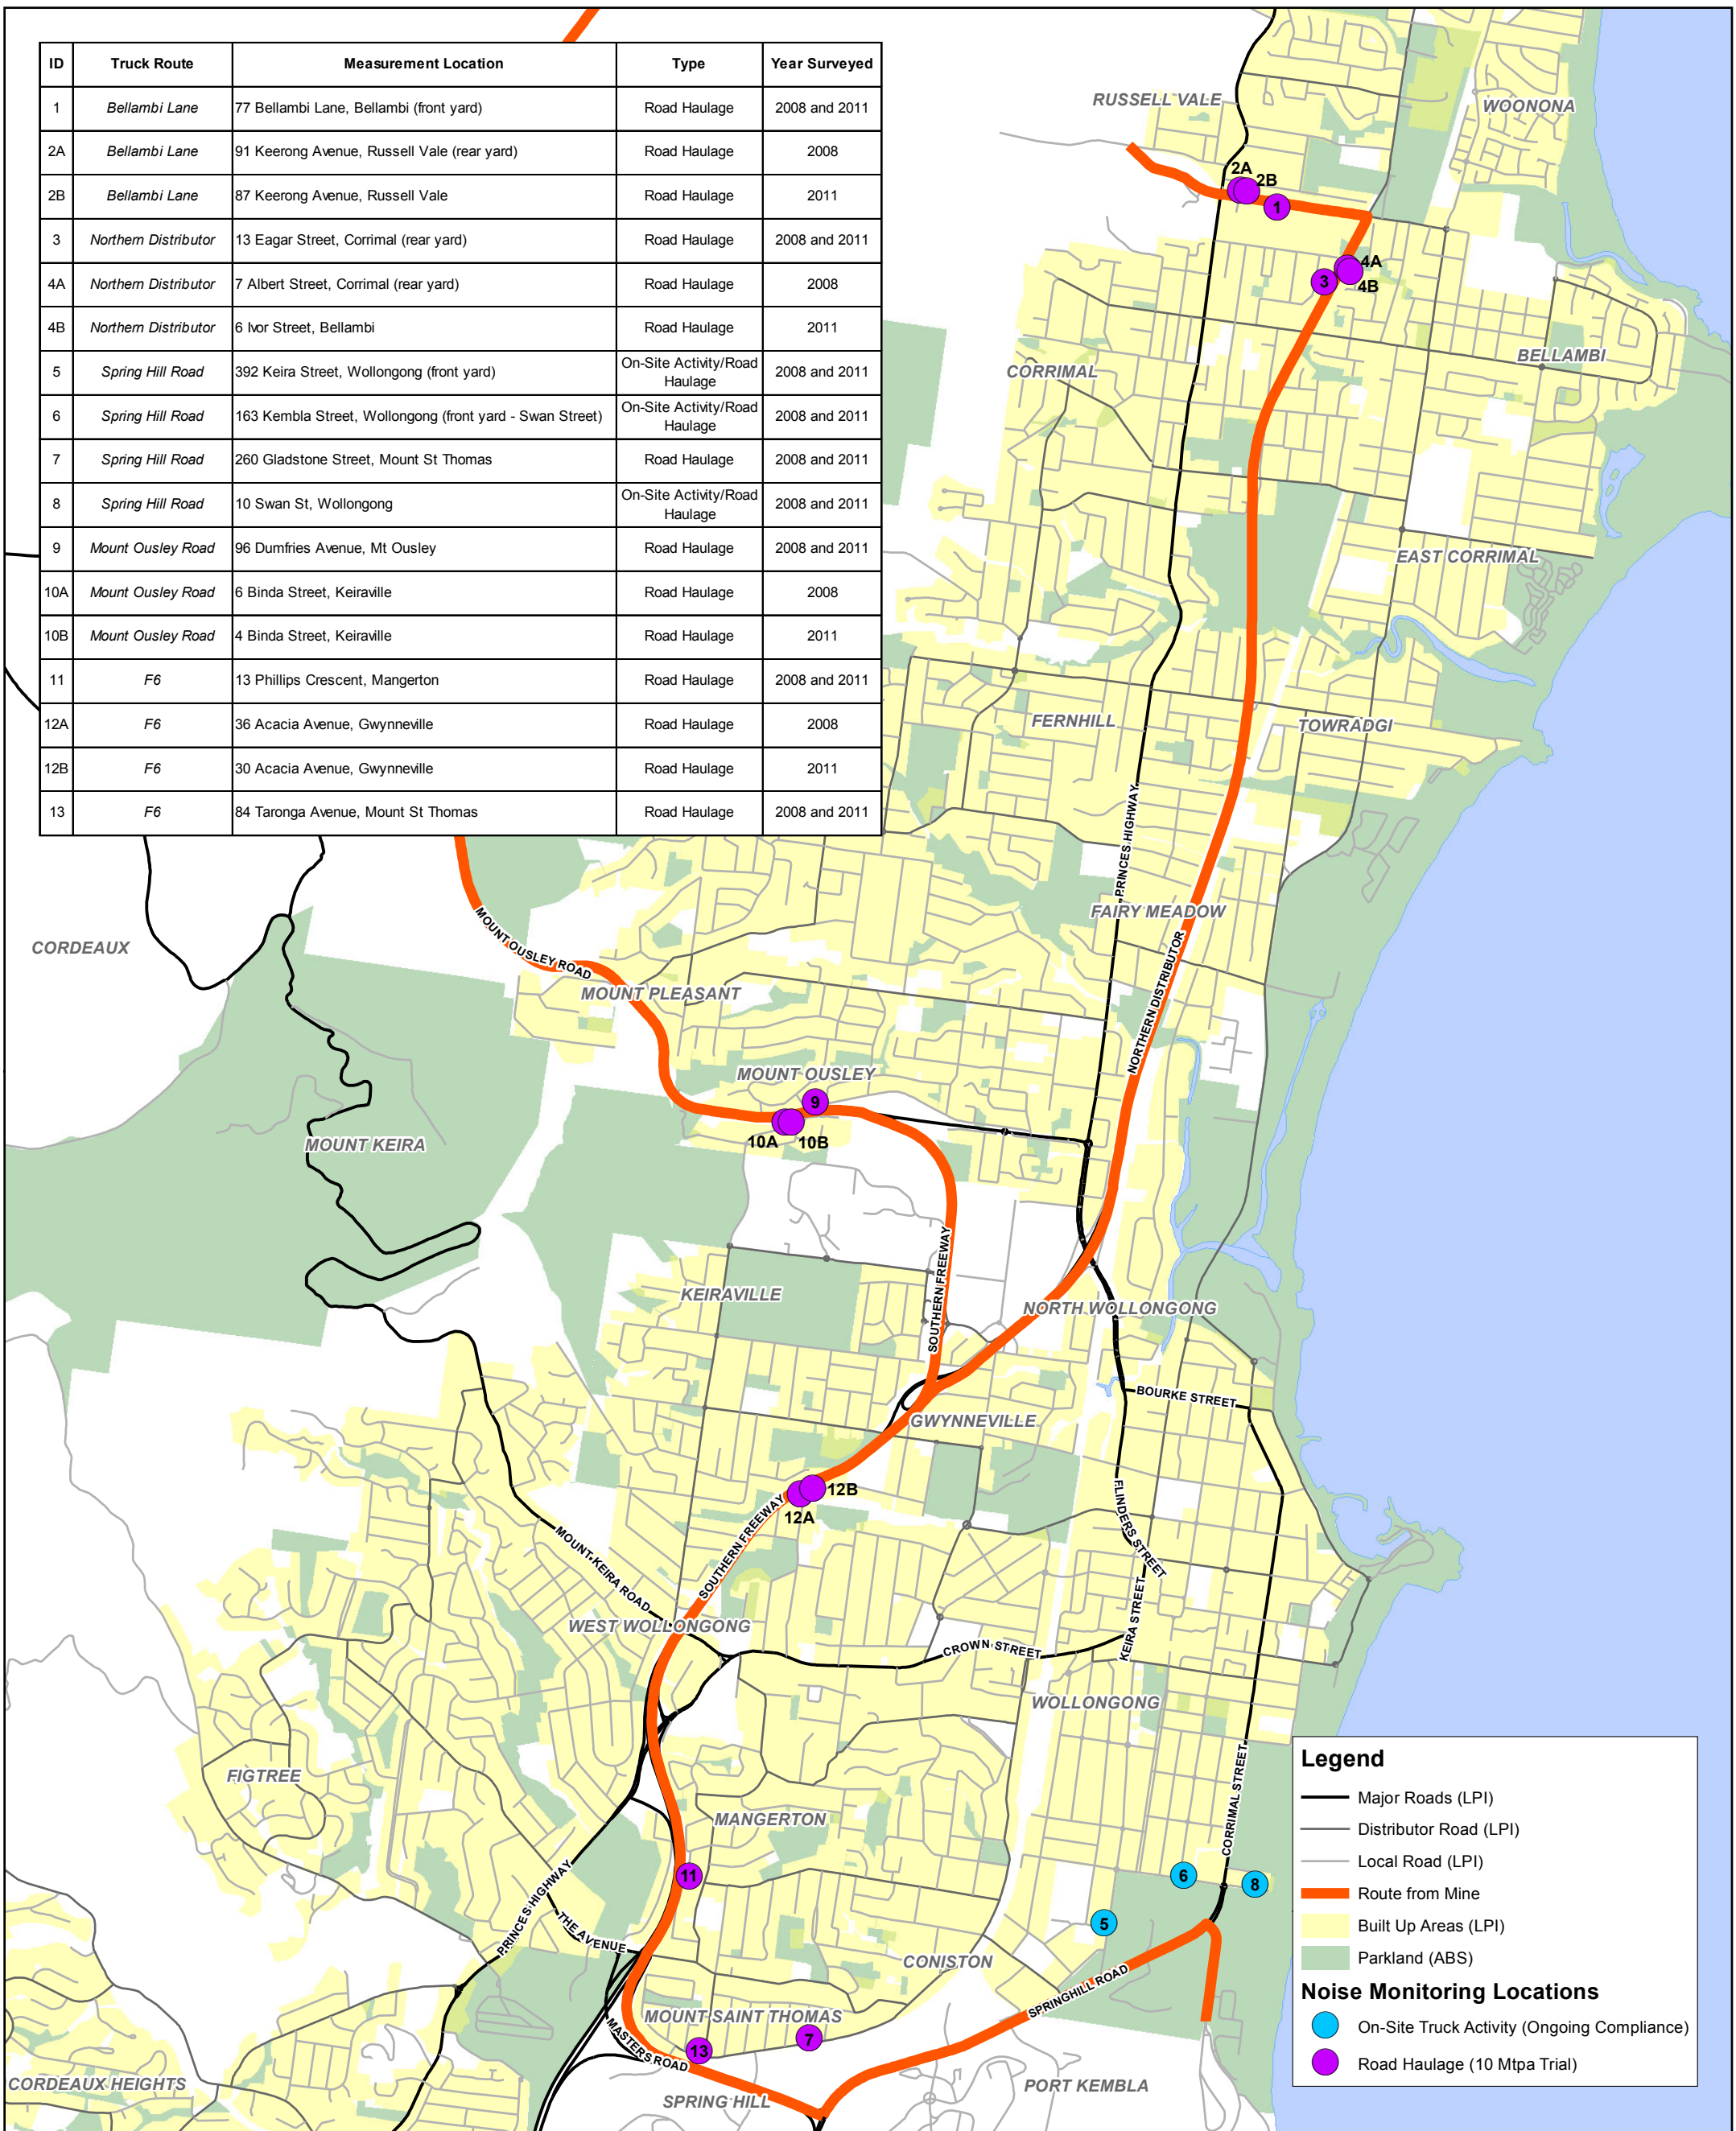 ID Truck Route Measurement Location Type Year Surveyed
1 Bellambi Lane 77 Bellambi Lane, Bellambi (front yard) Road Haulage 2008 and 2011
2A Bellambi Lane 91 Keerong Avenue, Russell Vale (rear yard) Road Haulage 2008
2B Bellambi Lane 87 Keerong Avenue, Russell Vale Road Haulage 2011
3 Northern Distributor 13 Eagar Street, Corrimal (rear yard) Road Haulage 2008 and 2011
4A Northern Distributor 7 Albert Street, Corrimal (rear yard) Road Haulage 2008
4B Northern Distributor 6 Ivor Street, Bellambi Road Haulage 2011
5 Spring Hill Road 392 Keira Street, Wollongong (front yard) On-Site Activity/Road Haulage 2008 and 2011
6 Spring Hill Road 163 Kembla Street, Wollongong (front yard - Swan Street) On-Site Activity/Road Haulage 2008 and 2011
7 Spring Hill Road 260 Gladstone Street, Mount St Thomas Road Haulage 2008 and 2011
8 Spring Hill Road 10 Swan St, Wollongong On-Site Activity/Road Haulage 2008 and 2011
9 Mount Ousley Road 96 Dumfries Avenue, Mt Ousley Road Haulage 2008 and 2011
10A Mount Ousley Road 6 Binda Street, Keiraville Road Haulage 2008
10B Mount Ousley Road 4 Binda Street, Keiraville Road Haulage 2011
11 F6 13 Phillips Crescent, Mangerton Road Haulage 2008 and 2011
12A F6 36 Acacia Avenue, Gwynneville Road Haulage 2008
12B F6 30 Acacia Avenue, Gwynneville Road Haulage 2011
13 F6 84 Taronga Avenue, Mount St Thomas Road Haulage 2008 and 2011
RUSSELL VALE
WOONONA
2A
2B
1
4A
3
4B
BELLAMBI
CORRIMAL
EAST CORRIMAL
FERNHILL
TOWRADGI
PRINCES HIGHWAY
FAIRY MEADOW
CORDEAUX
MOUNT OUSLEY ROAD
NORTHERN DISTRIBUTOR
MOUNT PLEASANT
MOUNT OUSLEY
9
10A
10B
MOUNT KEIRA
SOUTHERN FREEWAY
KEIRAVILLE
NORTH WOLLONGONG
BOURKE STREET
GWYNNEVILLE
12B
12A
FLINDERS STREET
SOUTHERN FREEWAY
MOUNT KEIRA ROAD
KEIRA STREET
WEST WOLLONGONG
CROWN STREET
WOLLONGONG
CORRIMAL STREET
FIGTREE
MANGERTON
11
6
8
5
PRINCES HIGHWAY
THE AVENUE
CONISTON
SPRINGHILL ROAD
MOUNT SAINT THOMAS
7
13
MASTERS ROAD
CORDEAUX HEIGHTS
SPRING HILL
PORT KEMBLA
Legend
Major Roads (LPI)
Distributor Road (LPI)
Local Road (LPI)
Route from Mine
Built Up Areas (LPI)
Parkland (ABS)
Noise Monitoring Locations
On-Site Truck Activity (Ongoing Compliance)
Road Haulage (10 Mtpa Trial)